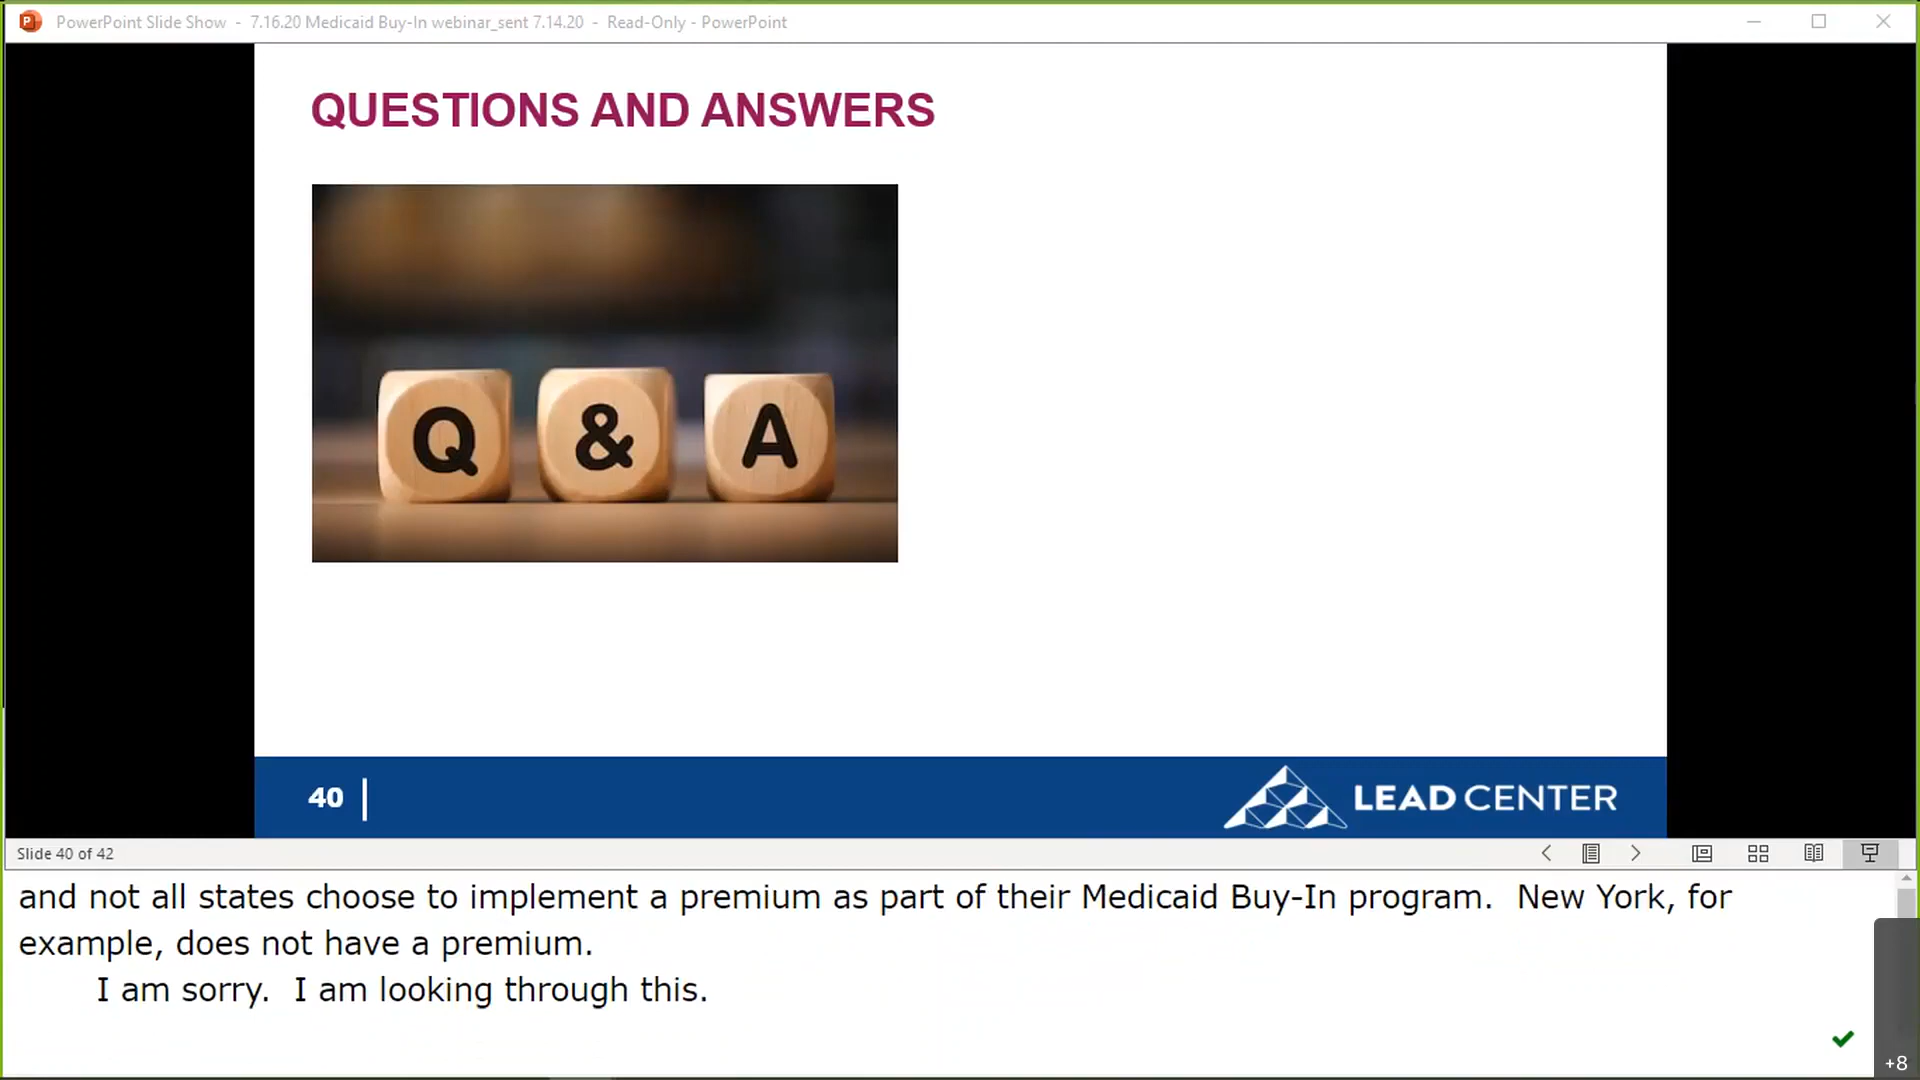 PowerPoint Slide Show - 7.16.20 Medicaid Buy-In webinar_sent 7.14.20 - Read-Only - PowerPoint
QUESTIONS AND ANSWERS
Q & A
40
LEAD CENTER
Slide 40 of 42
and not all states choose to implement a premium as part of their Medicaid Buy-In program. New York, for
example, does not have a premium.
I am sorry. I am looking through this.
+8